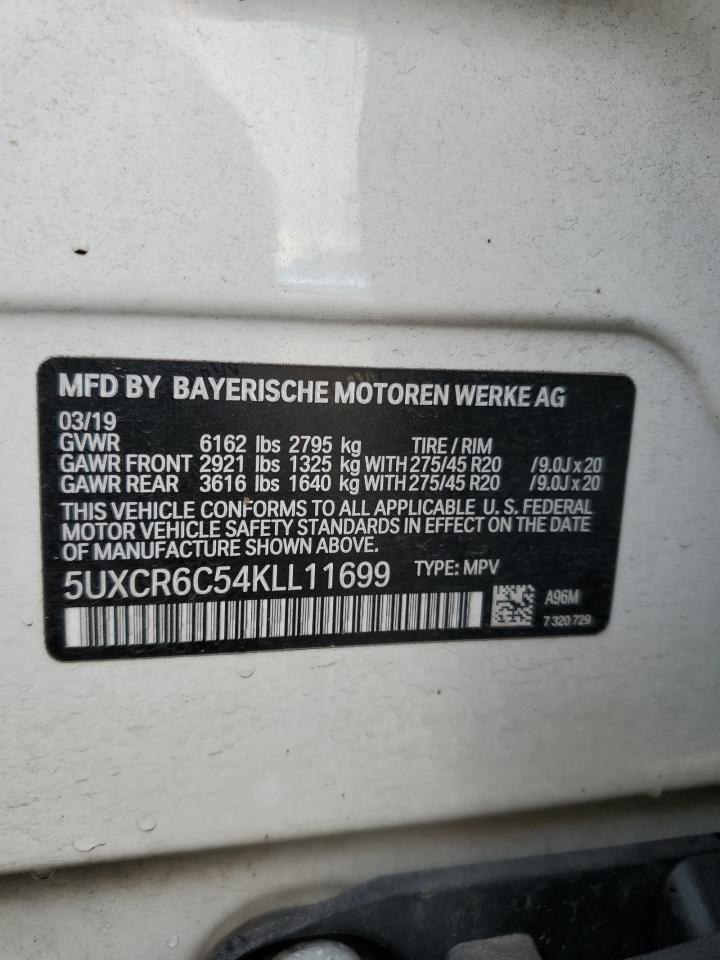 MFD BY BAYERISCHE MOTOREN WERKE AG
03/19
GVWR 6162 lbs 2795 kg TIRE / RIM
GAWR FRONT 2921 lbs 1325 kg WITH 275/45 R20 /9.0J x 20
GAWR REAR 3616 lbs 1640 kg WITH 275/45 R20 /9.0J x 20
THIS VEHICLE CONFORMS TO ALL APPLICABLE U. S. FEDERAL
MOTOR VEHICLE SAFETY STANDARDS IN EFFECT ON THE DATE
OF MANUFACTURE SHOWN ABOVE.
5UXCR6C54KLL11699 TYPE: MPV
A96M
7 320 729